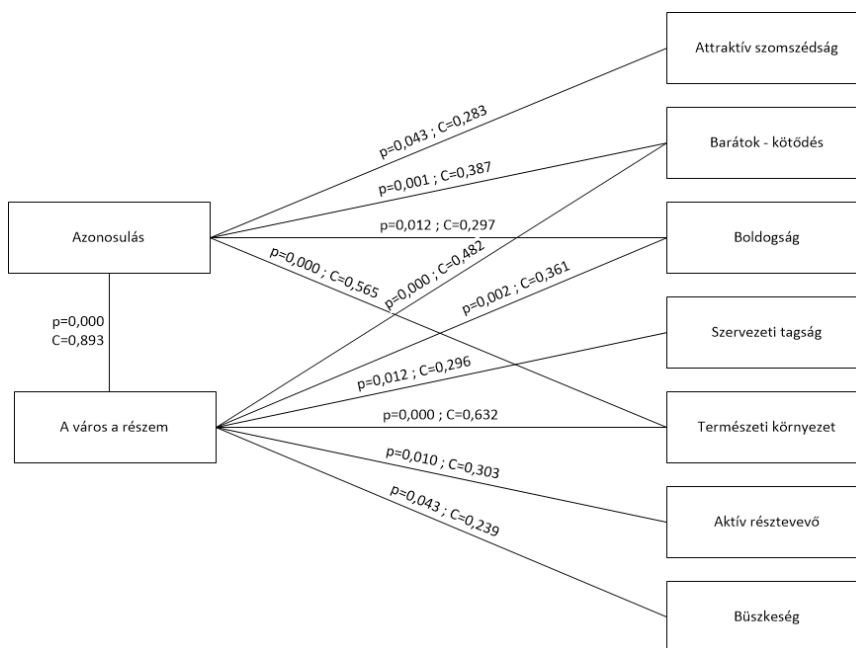 Attraktív szomszédság
p=0,043 ; C=0,283
Barátok - kötődés
p=0,001 ; C=0,387
Azonosulás
p=0,012 ; C=0,297
Boldogság
p=0,000 ; C=0,565
p=0,000 ; C=0,482
p=0,002 ; C=0,361
p=0,000
C=0,893
Szervezeti tagság
p=0,012 ; C=0,296
A város a részem
p=0,000 ; C=0,632
Természeti környezet
p=0,010 ; C=0,303
p=0,043 ; C=0,239
Aktív résztevevő
Büszkeség